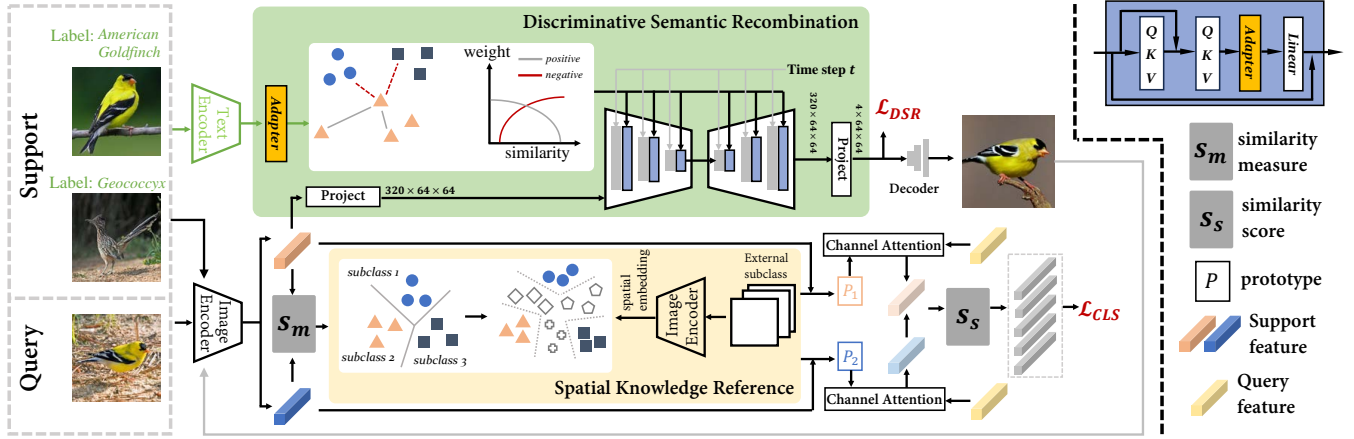 Discriminative Semantic Recombination
Support
Label: American
Goldfinch
Text
Encoder
Adapter
weight
positive
negative
similarity
Time step t
320×64×64
Project
4×64×64
ℒDSR
Decoder
Project
320×64×64
Label: Geococcyx
Query
Image
Encoder
Sm
subclass 1
subclass 2
subclass 3
spatial
embedding
Image
Encoder
External
subclass
Spatial Knowledge Reference
Channel Attention
P1
P2
Channel Attention
Ss
ℒCLS
Q
K
V
Q
K
V
Adapter
Linear
Sm
similarity
measure
Ss
similarity
score
P
prototype
Support
feature
Query
feature